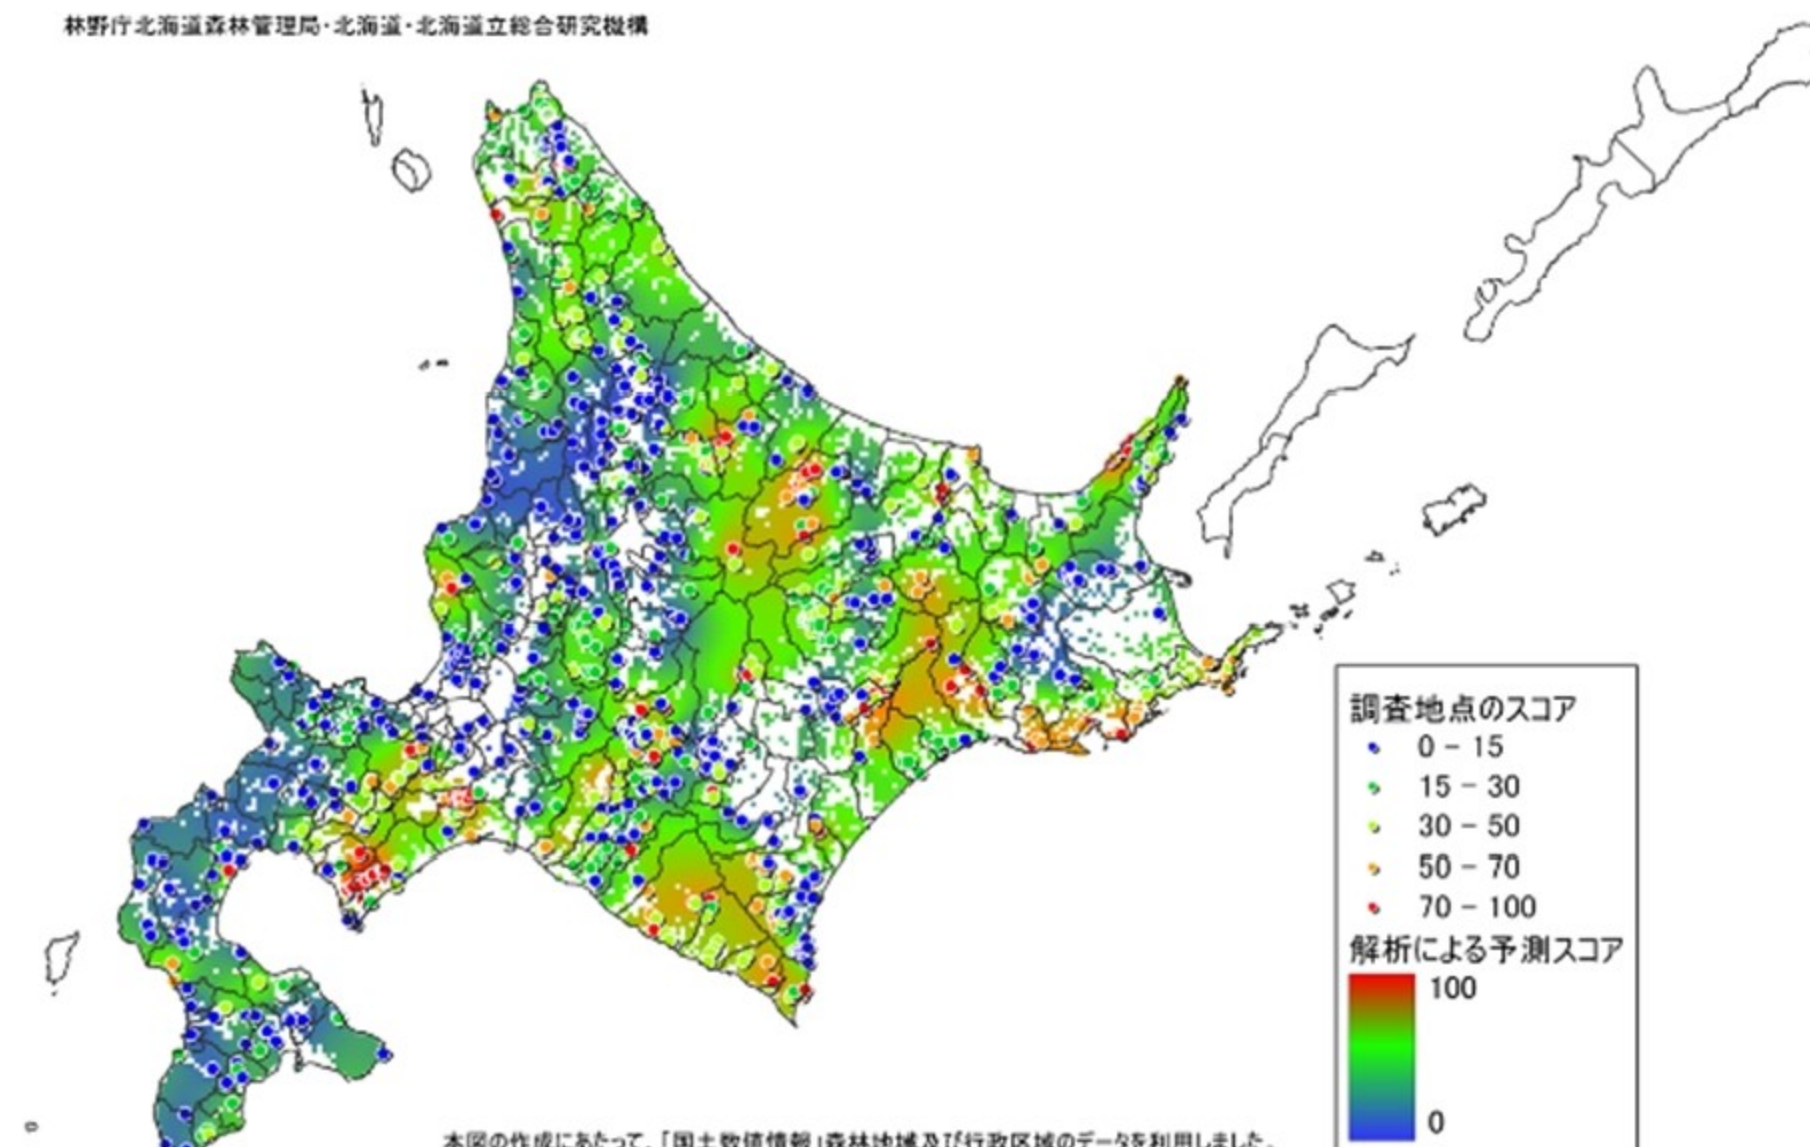 林野庁北海道森林管理局・北海道・北海道立総合研究機構
調査地点のスコア
0 － 15
15 － 30
30 － 50
50 － 70
70 － 100
解析による予測スコア
100
0
本図の作成にあたって、「国土数値情報」森林地域及び行政区域のデータを利用しました。